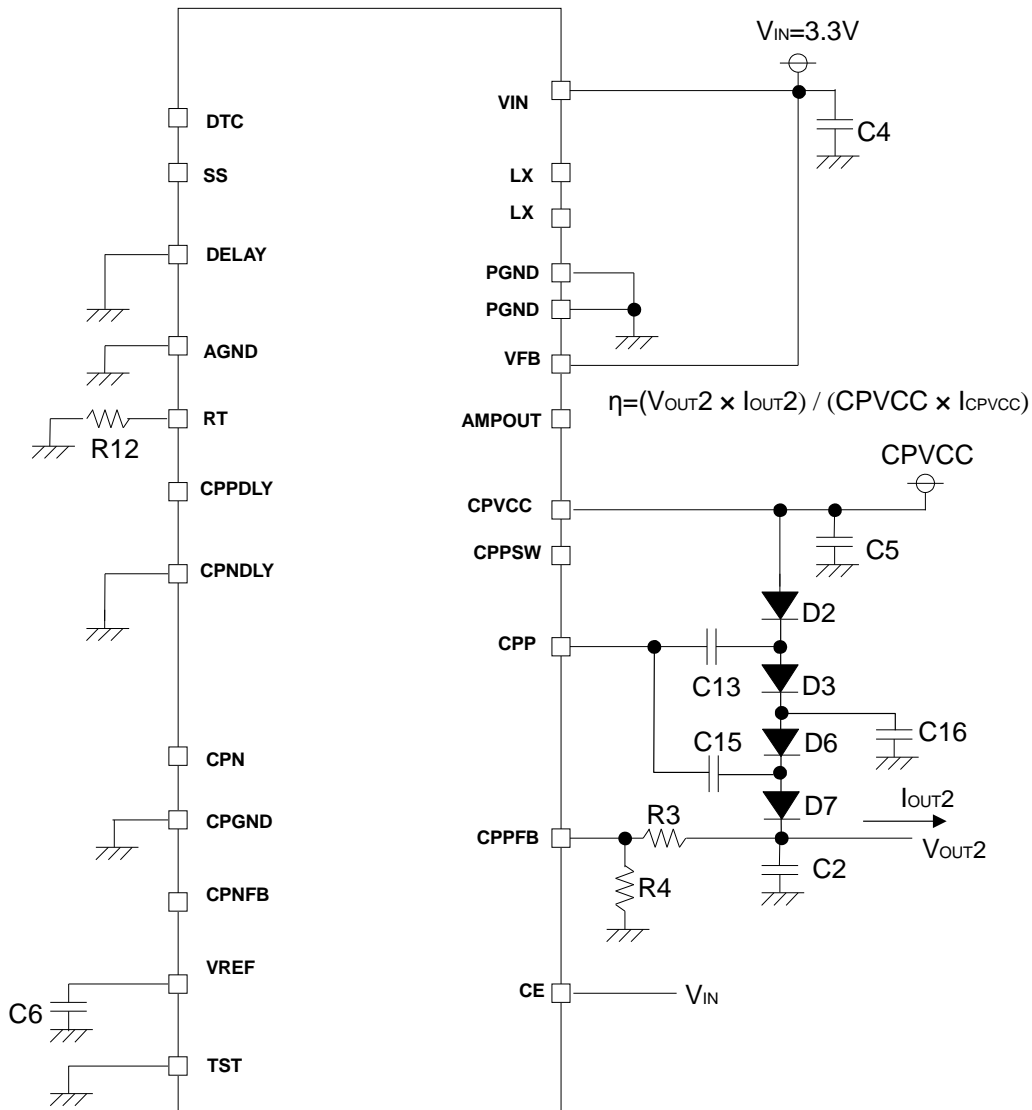 VIN=3.3V
VIN
C4
DTC
SS
LX
LX
DELAY
PGND
PGND
AGND
VFB
η=(VOUT2 × IOUT2) / (CPVCC × ICPVCC)
RT
R12
AMPOUT
CPVCC
CPPDLY
CPVCC
C5
CPPSW
CPNDLY
D2
CPP
C13
D3
C16
C15
D6
CPN
D7
IOUT2
CPGND
CPPFB
R3
VOUT2
C2
R4
CPNFB
VREF
C6
CE
VIN
TST